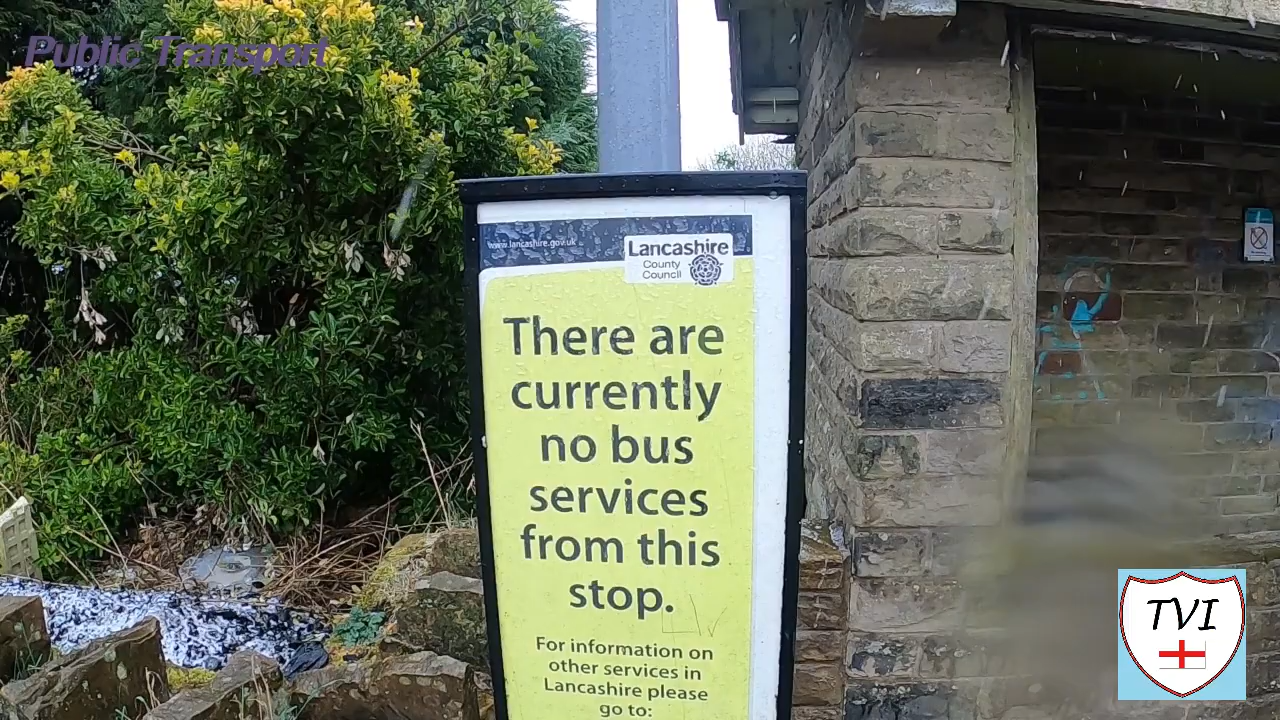 Public Transport
www.lancashire.gov.uk
Lancashire
County
Council
There are
currently
no bus
services
from this
stop.
For information on
other services in
Lancashire please
go to:
TVI